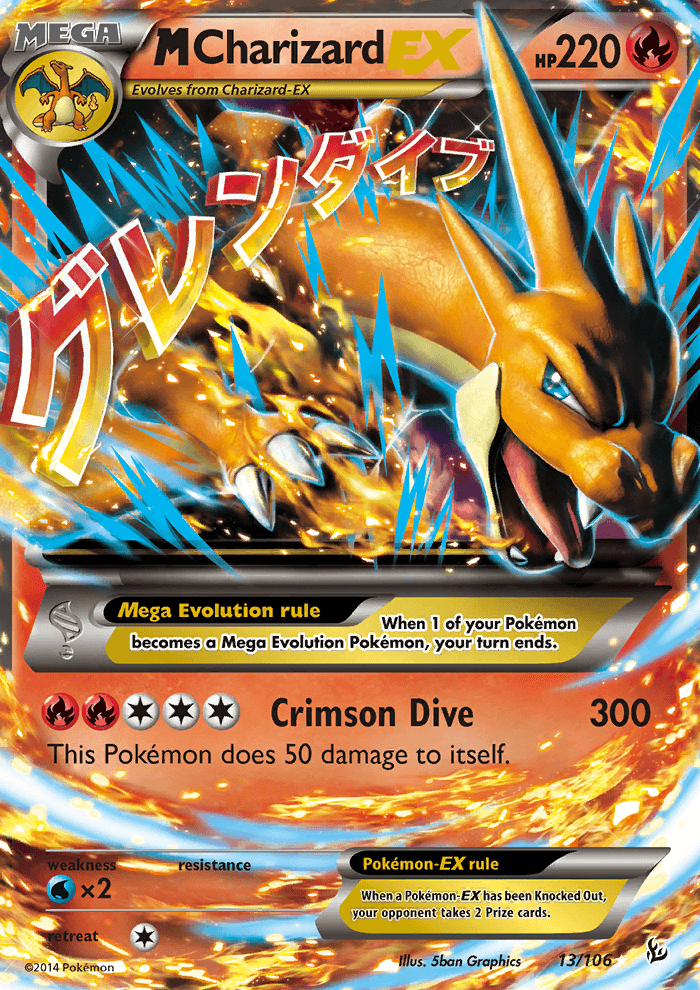 MEGA
MCharizard EX
HP220
Evolves from Charizard-EX
グレンダイブ
Mega Evolution rule
When 1 of your Pokémon
becomes a Mega Evolution Pokémon, your turn ends.
Crimson Dive 300
This Pokémon does 50 damage to itself.
weakness resistance
×2
Pokémon-EX rule
When a Pokémon-EX has been Knocked Out,
your opponent takes 2 Prize cards.
retreat
©2014 Pokémon
Illus. 5ban Graphics 13/106